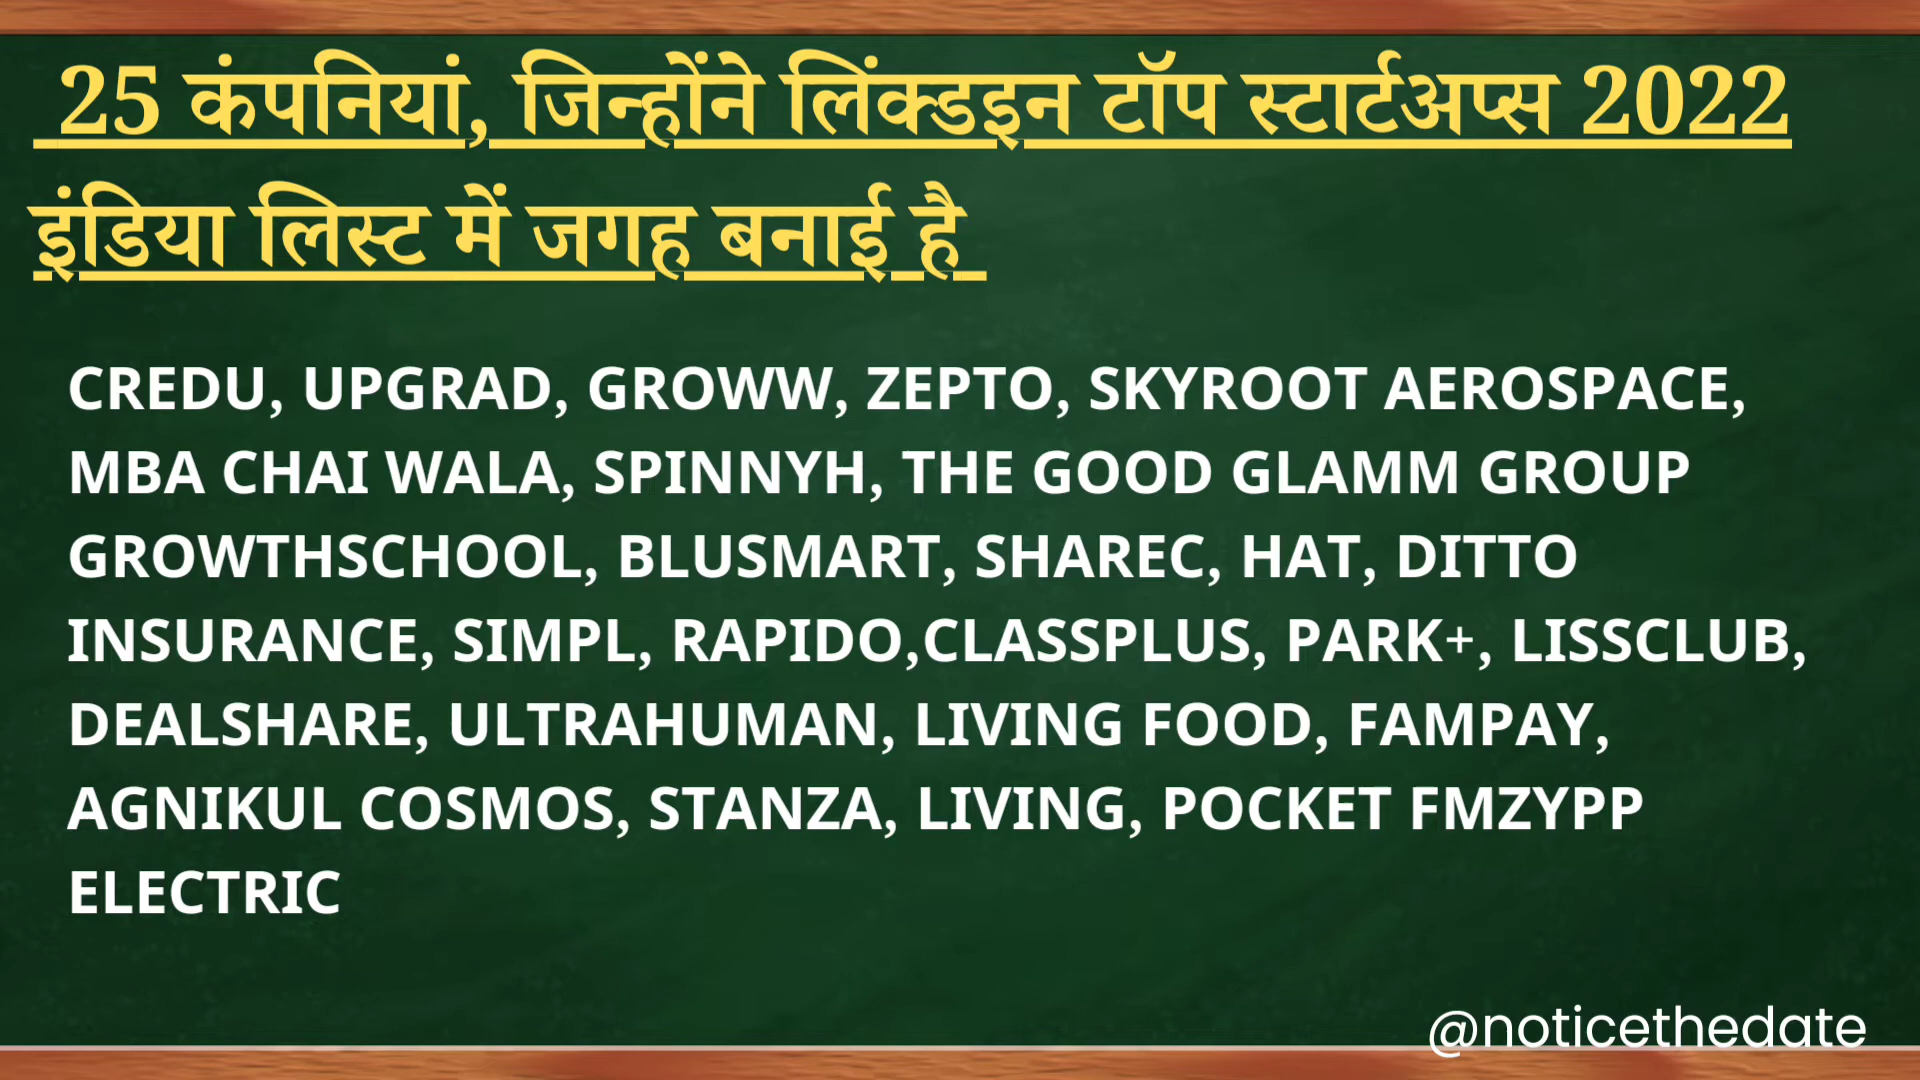 25 कंपनियां, जिन्होंने लिंक्डइन टॉप स्टार्टअप्स 2022
इंडिया लिस्ट में जगह बनाई है
CREDU, UPGRAD, GROWW, ZEPTO, SKYROOT AEROSPACE,
MBA CHAI WALA, SPINNYH, THE GOOD GLAMM GROUP
GROWTHSCHOOL, BLUSMART, SHAREC, HAT, DITTO
INSURANCE, SIMPL, RAPIDO,CLASSPLUS, PARK+, LISSCLUB,
DEALSHARE, ULTRAHUMAN, LIVING FOOD, FAMPAY,
AGNIKUL COSMOS, STANZA, LIVING, POCKET FMZYPP
ELECTRIC
@noticethedate